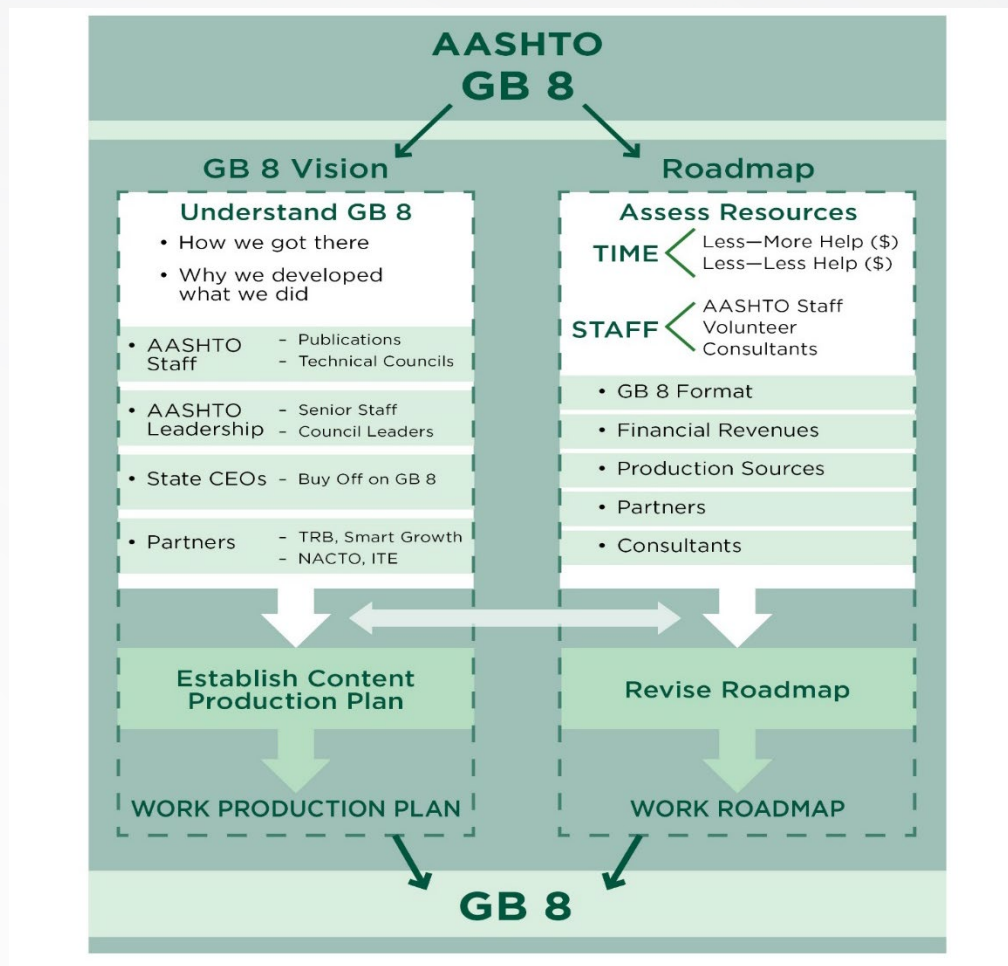 AASHTO
GB 8
GB 8 Vision
Understand GB 8
• How we got there
• Why we developed
what we did
• AASHTO
Staff
– Publications
– Technical Councils
• AASHTO
Leadership
– Senior Staff
– Council Leaders
• State CEOs – Buy Off on GB 8
• Partners
– TRB, Smart Growth
– NACTO, ITE
Establish Content
Production Plan
WORK PRODUCTION PLAN
Roadmap
Assess Resources
TIME
Less—More Help ($)
Less—Less Help ($)
STAFF
AASHTO Staff
Volunteer
Consultants
• GB 8 Format
• Financial Revenues
• Production Sources
• Partners
• Consultants
Revise Roadmap
WORK ROADMAP
GB 8